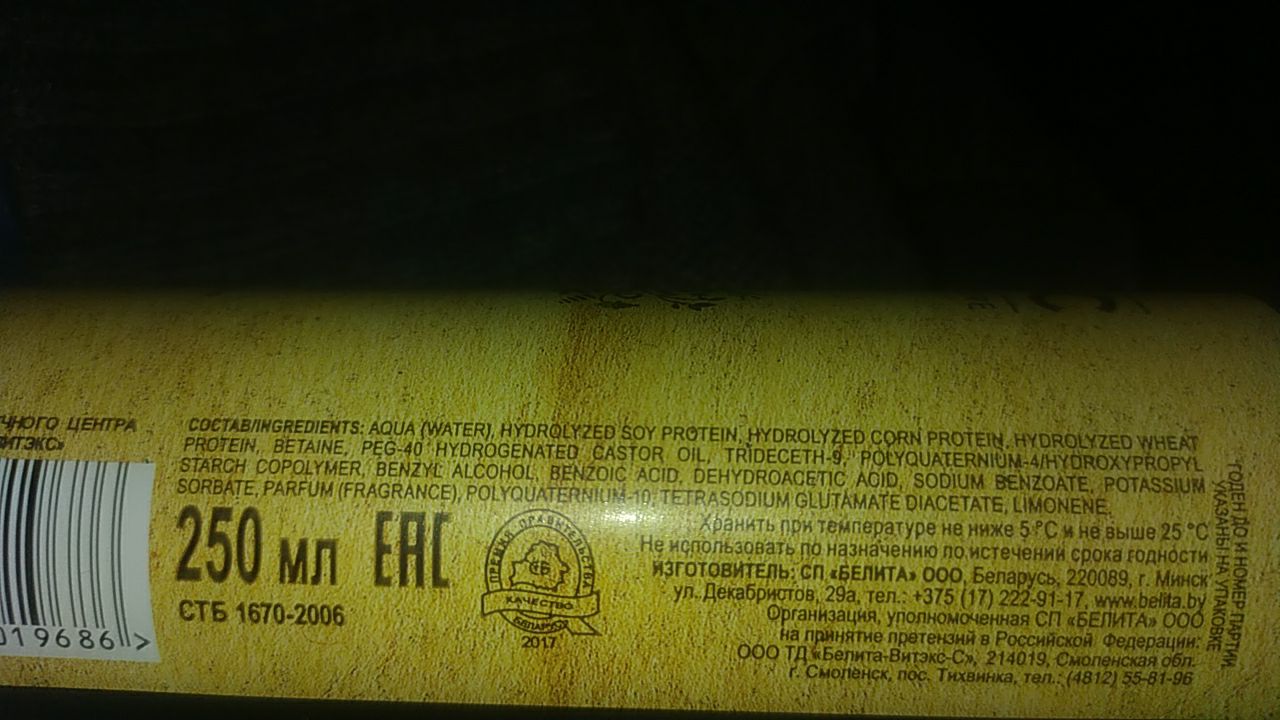 ЧНОГО ЦЕНТРА
ВИТЭКС»
СОСТАВ/INGREDIENTS: AQUA (WATER), HYDROLYZED SOY PROTEIN, HYDROLYZED CORN PROTEIN, HYDROLYZED WHEAT
PROTEIN, BETAINE, PEG-40 HYDROGENATED CASTOR OIL, TRIDECETH-9, POLYQUATERNIUM-4/HYDROXYPROPYL
STARCH COPOLYMER, BENZYL ALCOHOL, BENZOIC ACID, DEHYDROACETIC ACID, SODIUM BENZOATE, POTASSIUM
SORBATE, PARFUM (FRAGRANCE), POLYQUATERNIUM-10, TETRASODIUM GLUTAMATE DIACETATE, LIMONENE.
250 мл
EAC
СТБ 1670-2006
ПРЕМИЯ ПРАВИТЕЛЬСТВА
КАЧЕСТВО
БЕЛАРУСЬ
2017
Хранить при температуре не ниже 5 °С и не выше 25 °С
Не использовать по назначению по истечении срока годности
ИЗГОТОВИТЕЛЬ: СП «БЕЛИТА» ООО, Беларусь, 220089, г. Минск
ул. Декабристов, 29а, тел.: +375 (17) 222-91-17, www.belita.by
Организация, уполномоченная СП «БЕЛИТА» ООО
на принятие претензий в Российской Федерации:
ООО ТД «Белита-Витэкс-С», 214019, Смоленская обл.
г. Смоленск, пос. Тихвинка, тел.: (4812) 55-81-96
ГОДЕН ДО И НОМЕР ПАРТИИ
УКАЗАНЫ НА УПАКОВКЕ
019686 >